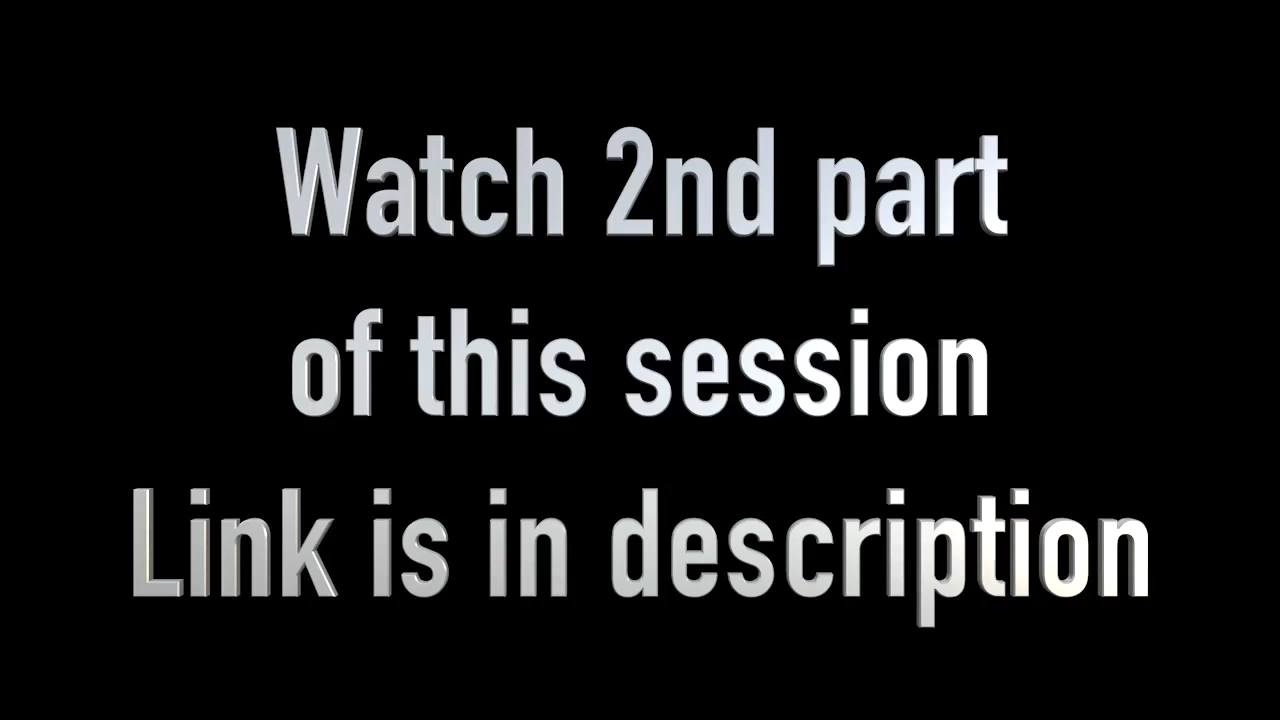 Watch 2nd part
of this session
Link is in description